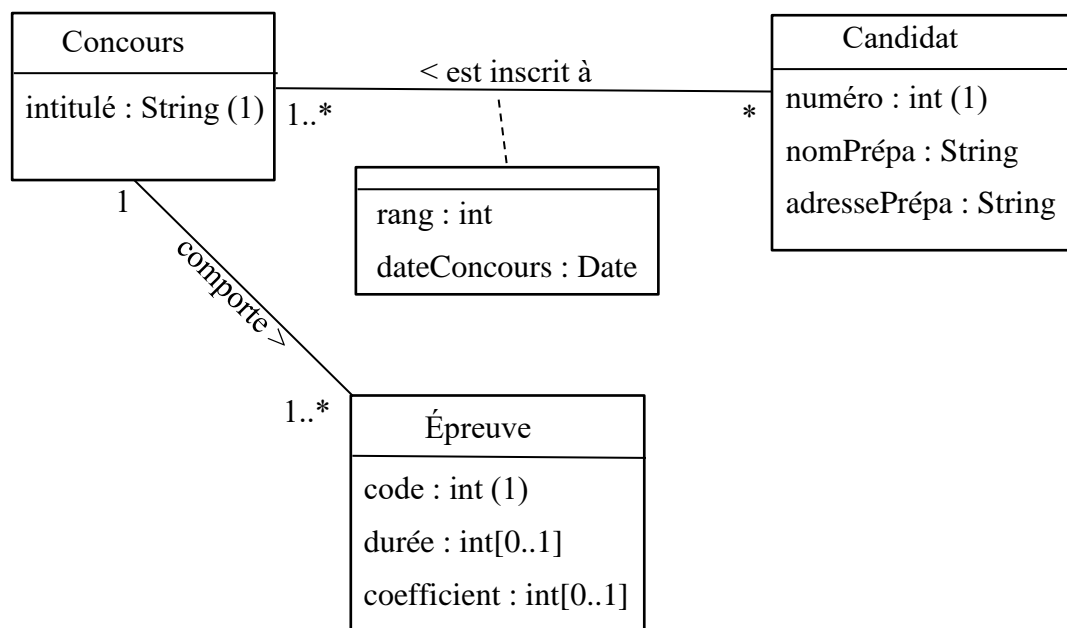 Concours
intitulé : String (1)
< est inscrit à
1..*
*
Candidat
numéro : int (1)
nomPrépa : String
adressePrépa : String
rang : int
dateConcours : Date
1
comporte >
1..*
Épreuve
code : int (1)
durée : int[0..1]
coefficient : int[0..1]